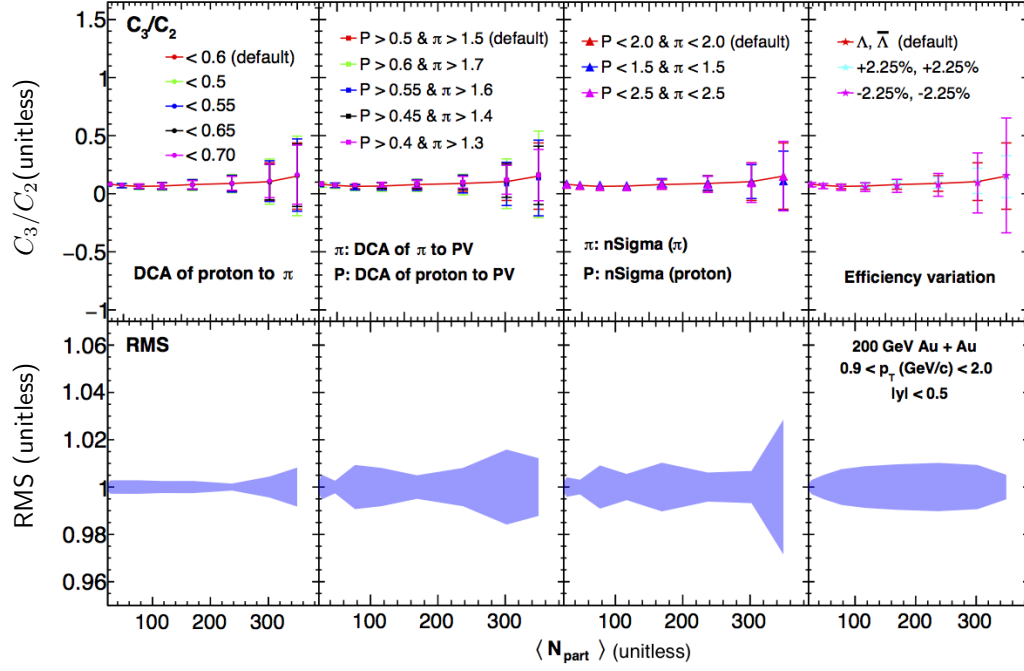 C3/C2
< 0.6 (default)
< 0.5
< 0.55
< 0.65
< 0.70
DCA of proton to π
P > 0.5 & π > 1.5 (default)
P > 0.6 & π > 1.7
P > 0.55 & π > 1.6
P > 0.45 & π > 1.4
P > 0.4 & π > 1.3
π: DCA of π to PV
P: DCA of proton to PV
P < 2.0 & π < 2.0 (default)
P < 1.5 & π < 1.5
P < 2.5 & π < 2.5
π: nSigma (π)
P: nSigma (proton)
Λ, Λ̅ (default)
+2.25%, +2.25%
-2.25%, -2.25%
Efficiency variation
C3/C2(unitless)
1.5
1
0.5
0
−0.5
−1
RMS
200 GeV Au + Au
0.9 < pT (GeV/c) < 2.0
|y| < 0.5
RMS (unitless)
1.06
1.04
1.02
1
0.98
0.96
100 200 300 100 200 300 100 200 300 100 200 300
⟨ Npart ⟩ (unitless)